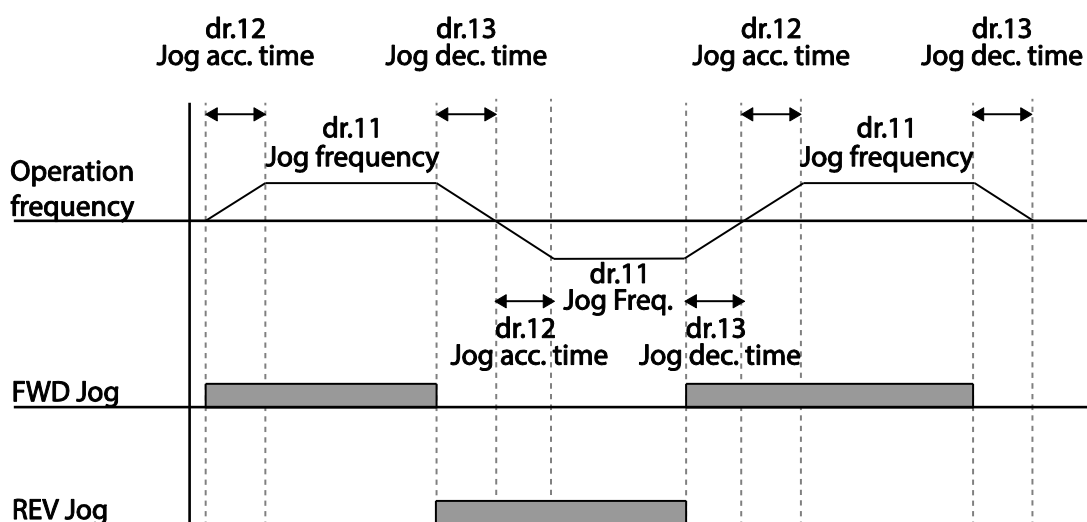 dr.12
Jog acc. time
dr.13
Jog dec. time
dr.12
Jog acc. time
dr.13
Jog dec. time
dr.11
Jog frequency
dr.11
Jog frequency
Operation
frequency
dr.11
Jog Freq.
dr.12
Jog acc. time
dr.13
Jog dec. time
FWD Jog
REV Jog